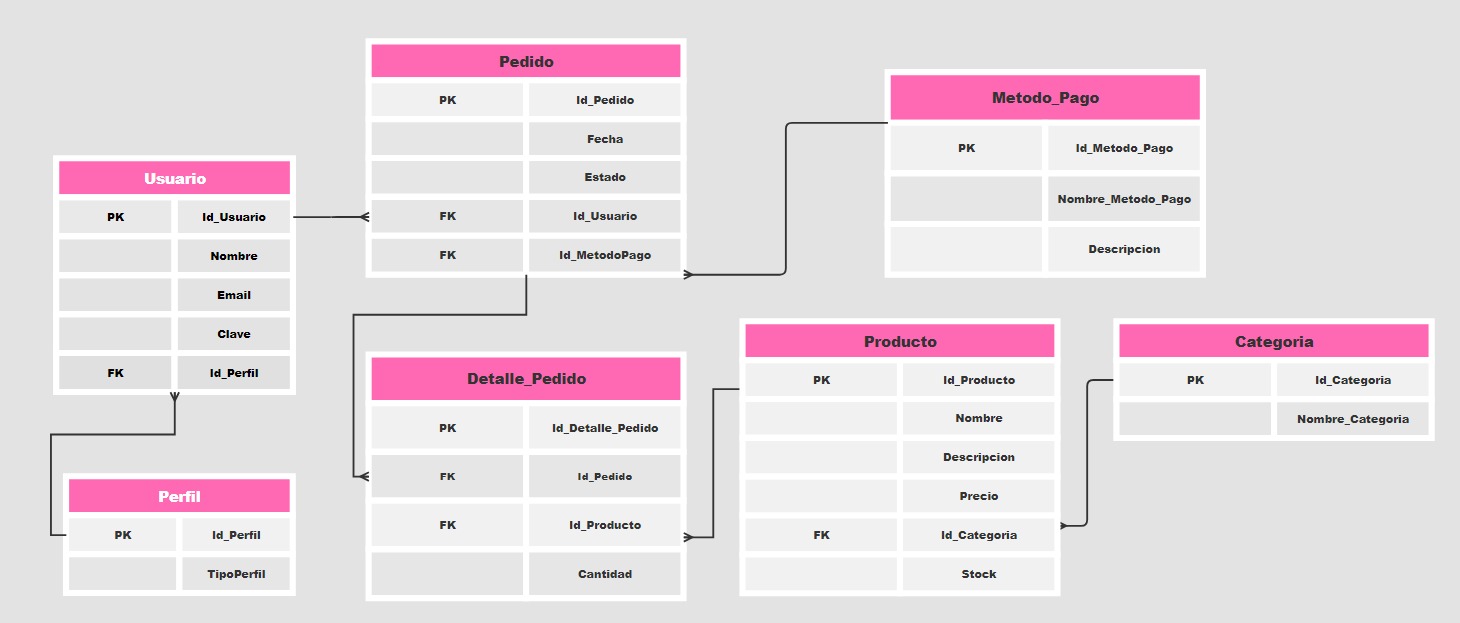 Pedido
PK Id_Pedido
Fecha
Estado
FK Id_Usuario
FK Id_MetodoPago
Metodo_Pago
PK Id_Metodo_Pago
Nombre_Metodo_Pago
Descripcion
Usuario
PK Id_Usuario
Nombre
Email
Clave
FK Id_Perfil
Perfil
PK Id_Perfil
TipoPerfil
Detalle_Pedido
PK Id_Detalle_Pedido
FK Id_Pedido
FK Id_Producto
Cantidad
Producto
PK Id_Producto
Nombre
Descripcion
Precio
FK Id_Categoria
Stock
Categoria
PK Id_Categoria
Nombre_Categoria